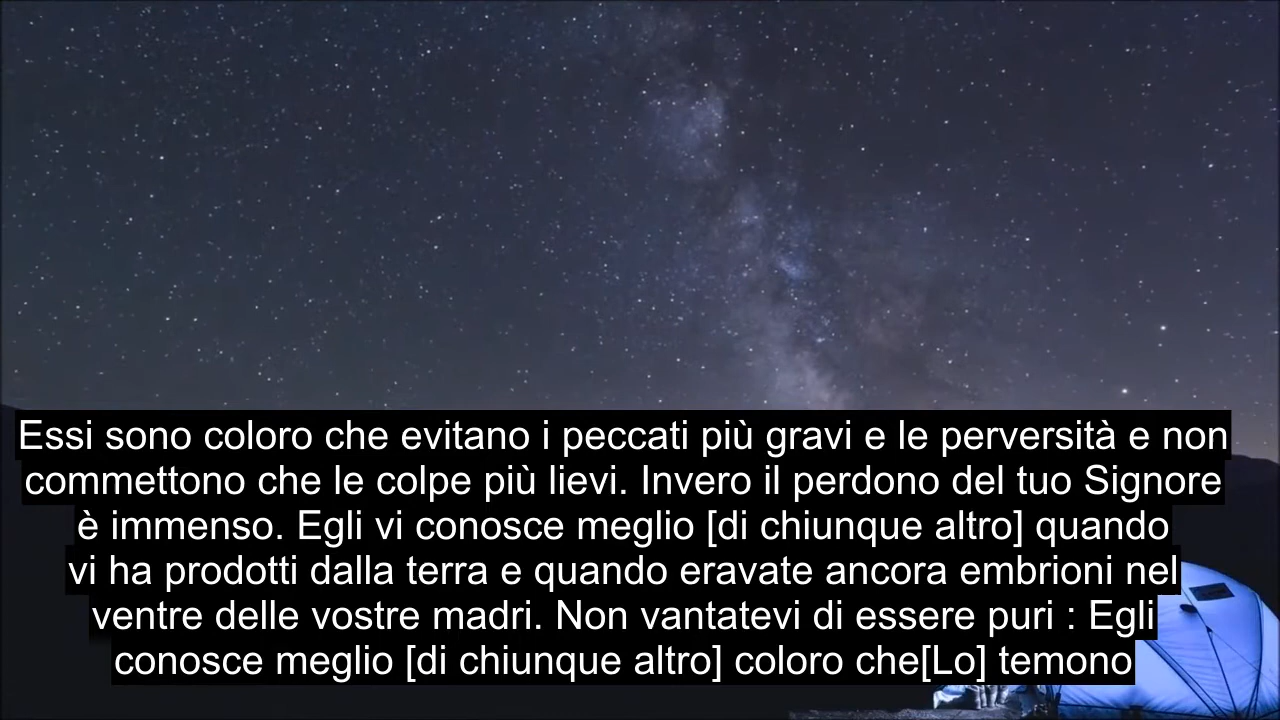 Essi sono coloro che evitano i peccati più gravi e le perversità e non
commettono che le colpe più lievi. Invero il perdono del tuo Signore
è immenso. Egli vi conosce meglio [di chiunque altro] quando
vi ha prodotti dalla terra e quando eravate ancora embrioni nel
ventre delle vostre madri. Non vantatevi di essere puri : Egli
conosce meglio [di chiunque altro] coloro che[Lo] temono